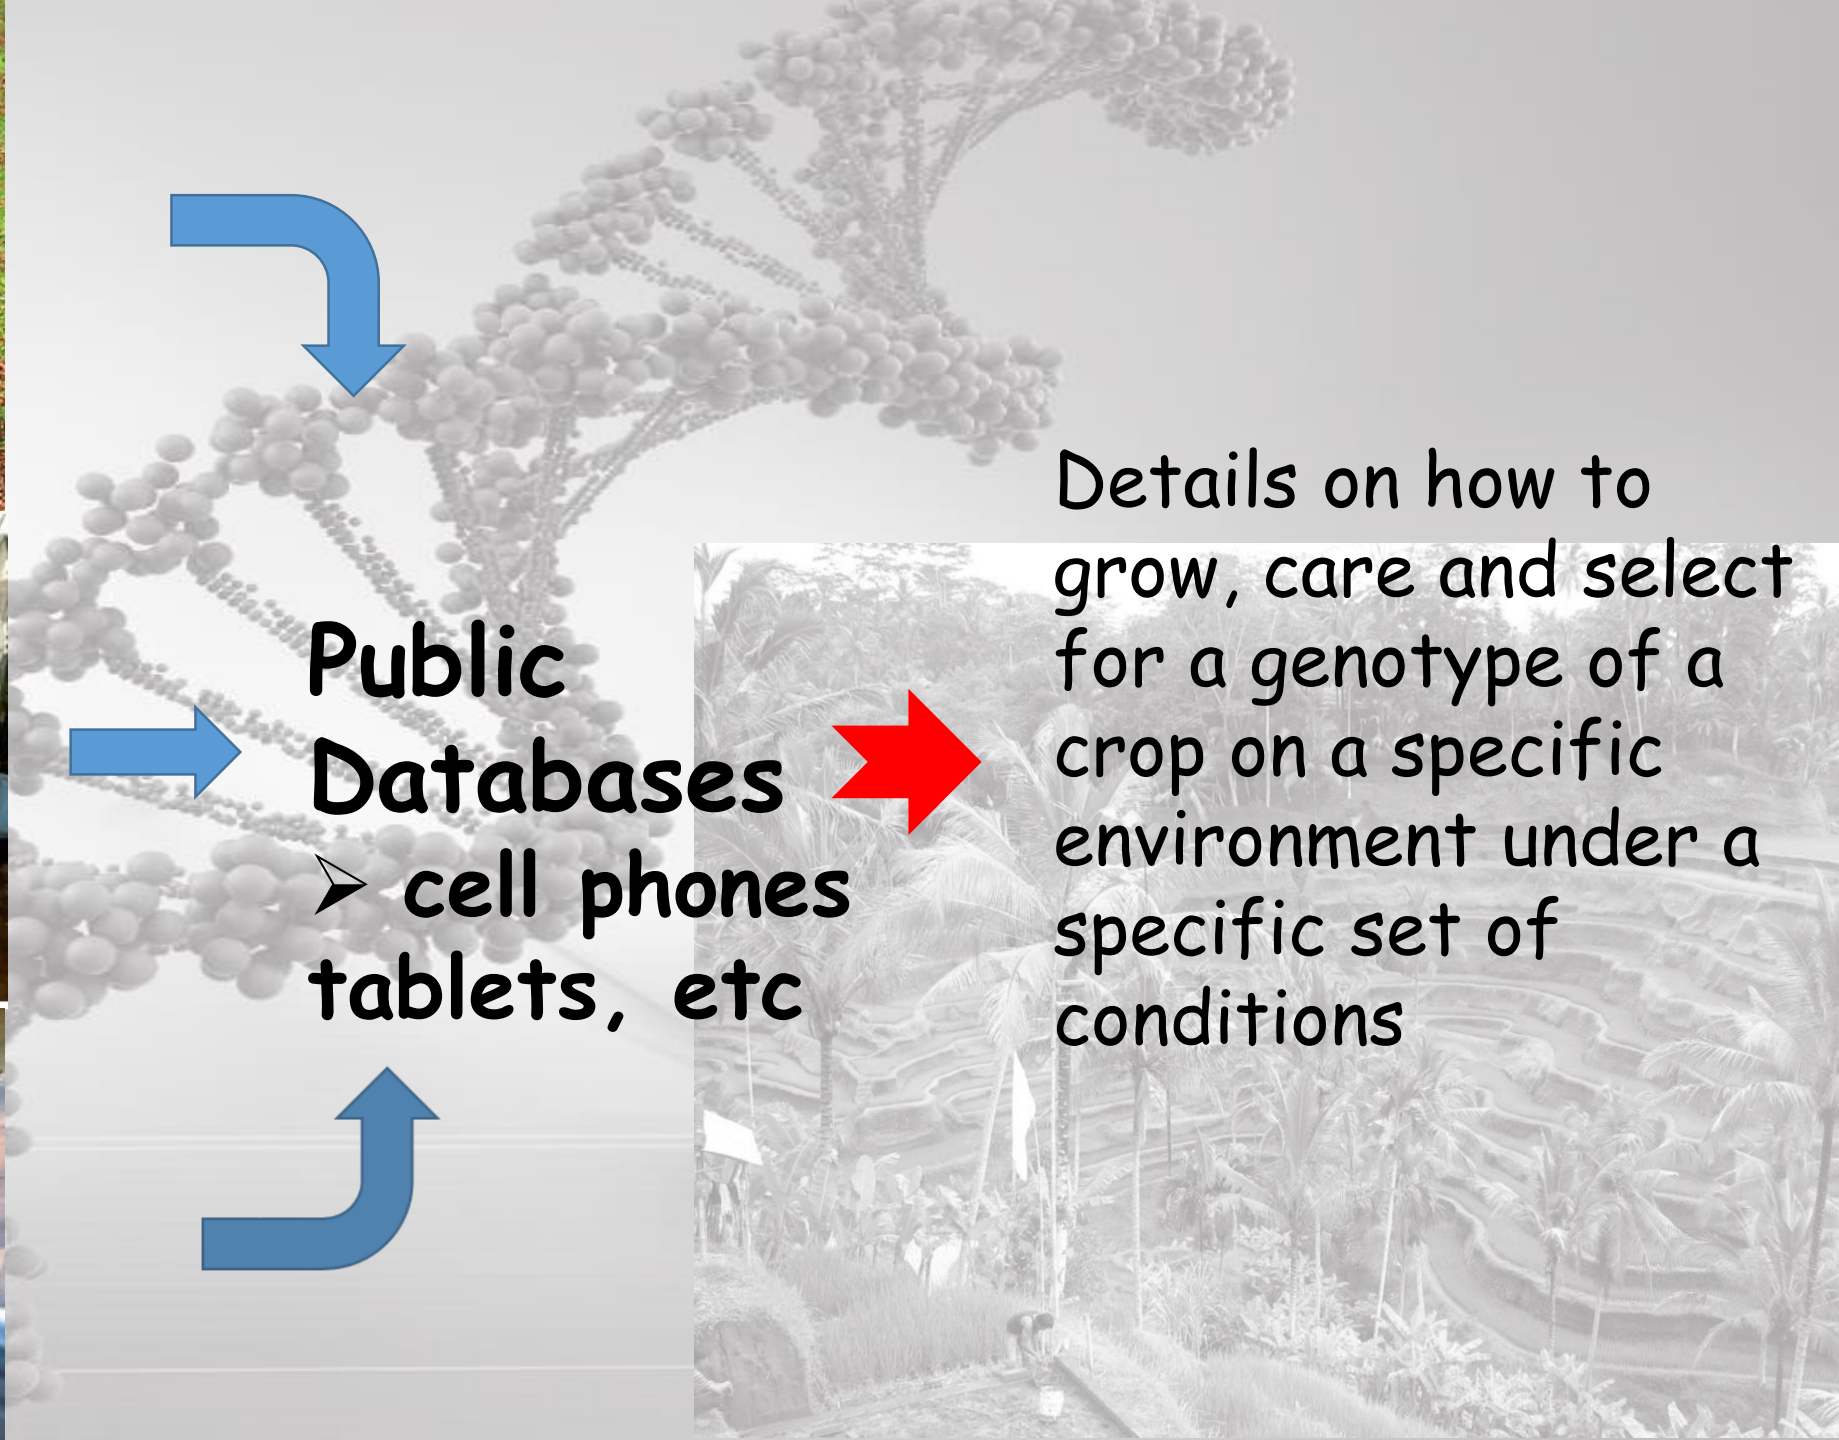 Public
Databases
➢ cell phones
tablets, etc
Details on how to
grow, care and select
for a genotype of a
crop on a specific
environment under a
specific set of
conditions